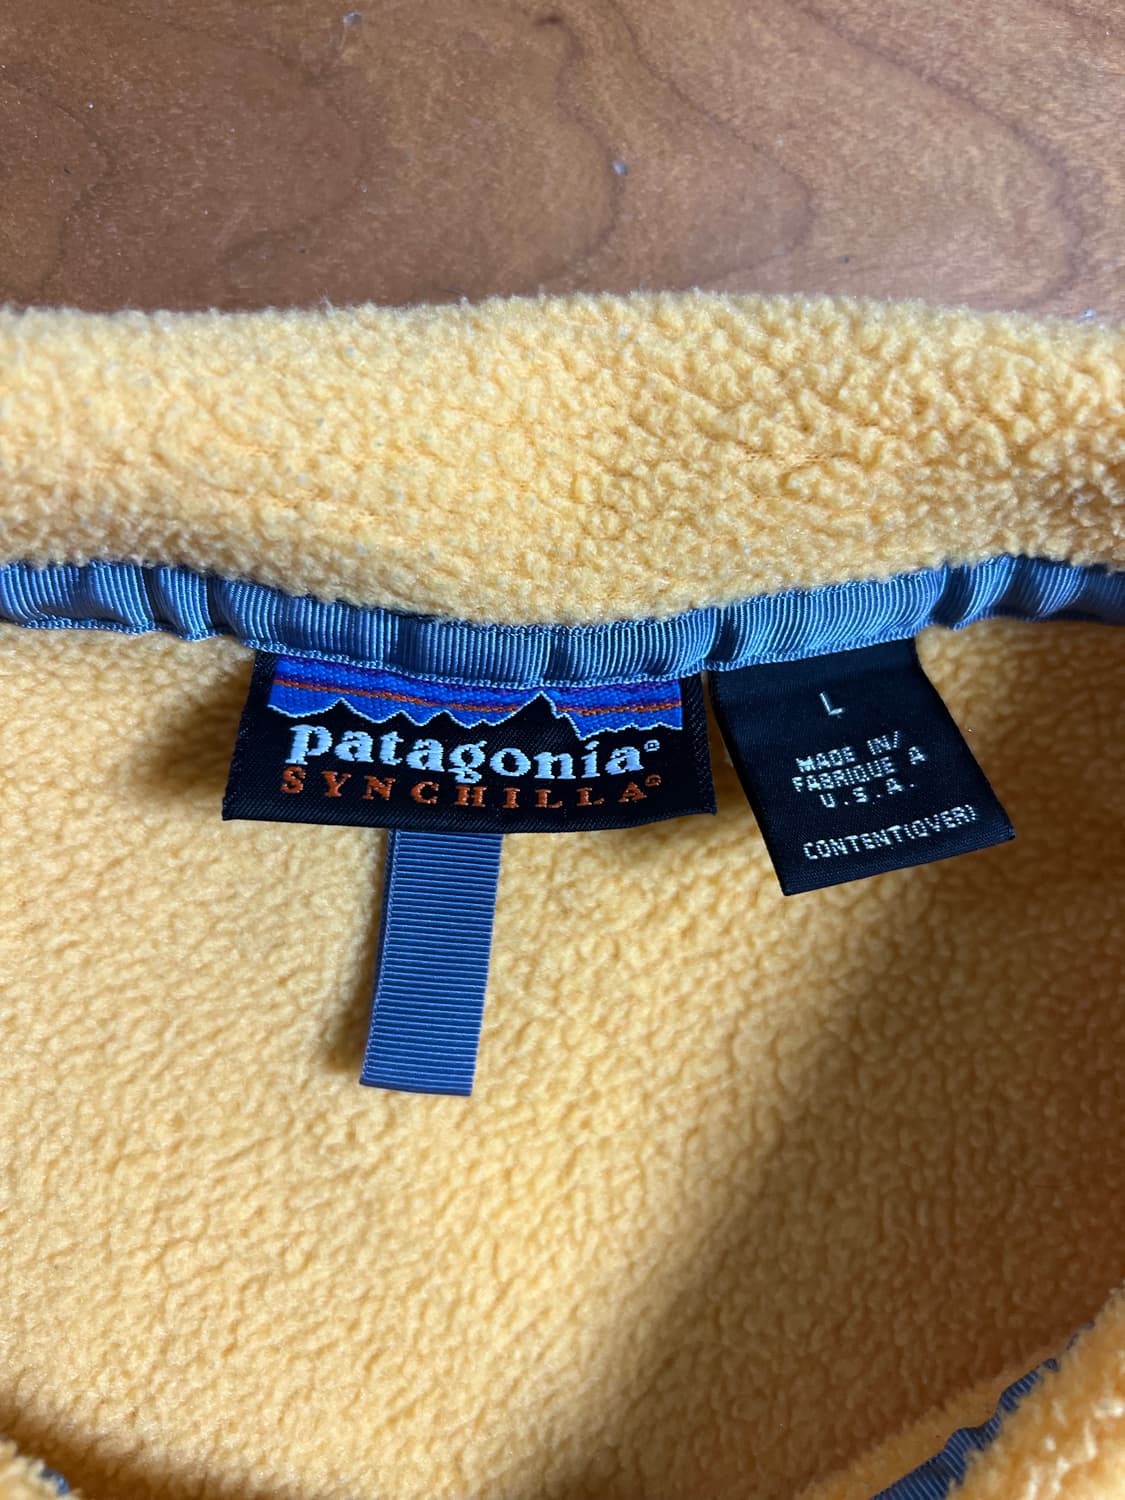 patagonia®
SYNCHILLA®
L
MADE IN/
FABRIQUE A
U.S.A.
CONTENT(OVER)